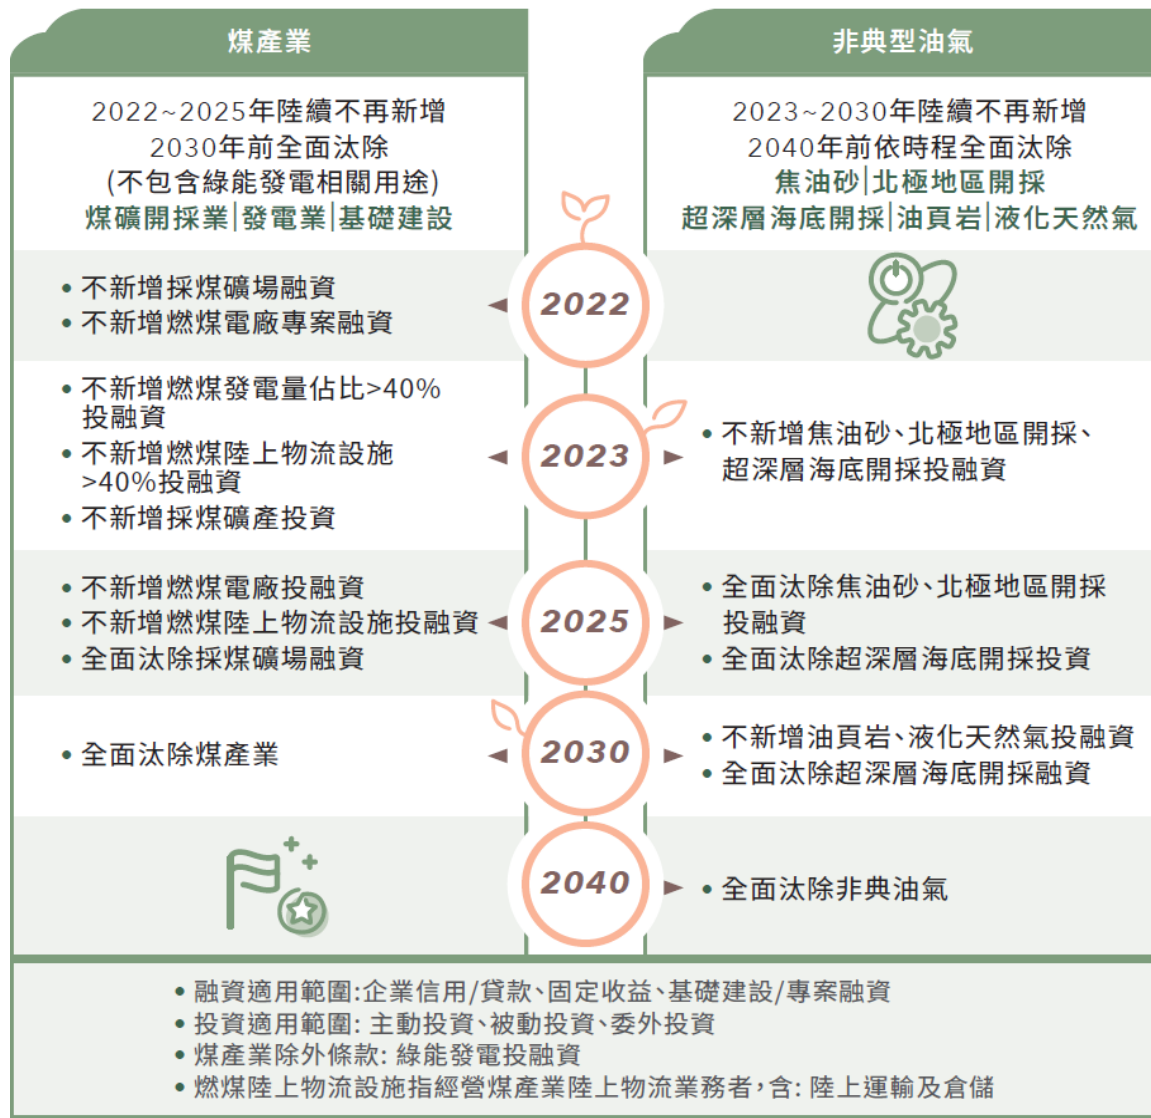 煤產業
2022~2025年陸續不再新增
2030年前全面汰除
(不包含綠能發電相關用途)
煤礦開採業|發電業|基礎建設
非典型油氣
2023~2030年陸續不再新增
2040年前依時程全面汰除
焦油砂|北極地區開採
超深層海底開採|油頁岩|液化天然氣
2022
• 不新增採煤礦場融資
• 不新增燃煤電廠專案融資
2023
• 不新增燃煤發電量佔比>40%
投融資
• 不新增燃煤陸上物流設施
>40%投融資
• 不新增採煤礦產投資
• 不新增焦油砂、北極地區開採、
超深層海底開採投融資
2025
• 不新增燃煤電廠投融資
• 不新增燃煤陸上物流設施投融資
• 全面汰除採煤礦場融資
• 全面汰除焦油砂、北極地區開採
投融資
• 全面汰除超深層海底開採投資
2030
• 全面汰除煤產業
• 不新增油頁岩、液化天然氣投融資
• 全面汰除超深層海底開採融資
2040
• 全面汰除非典油氣
• 融資適用範圍:企業信用/貸款、固定收益、基礎建設/專案融資
• 投資適用範圍: 主動投資、被動投資、委外投資
• 煤產業除外條款: 綠能發電投融資
• 燃煤陸上物流設施指經營煤產業陸上物流業務者,含: 陸上運輸及倉儲